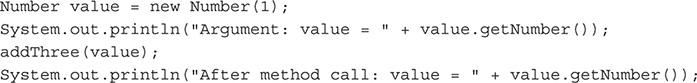 Number value = new Number(1);
System.out.println("Argument: value = " + value.getNumber());
addThree(value);
System.out.println("After method call: value = " + value.getNumber());